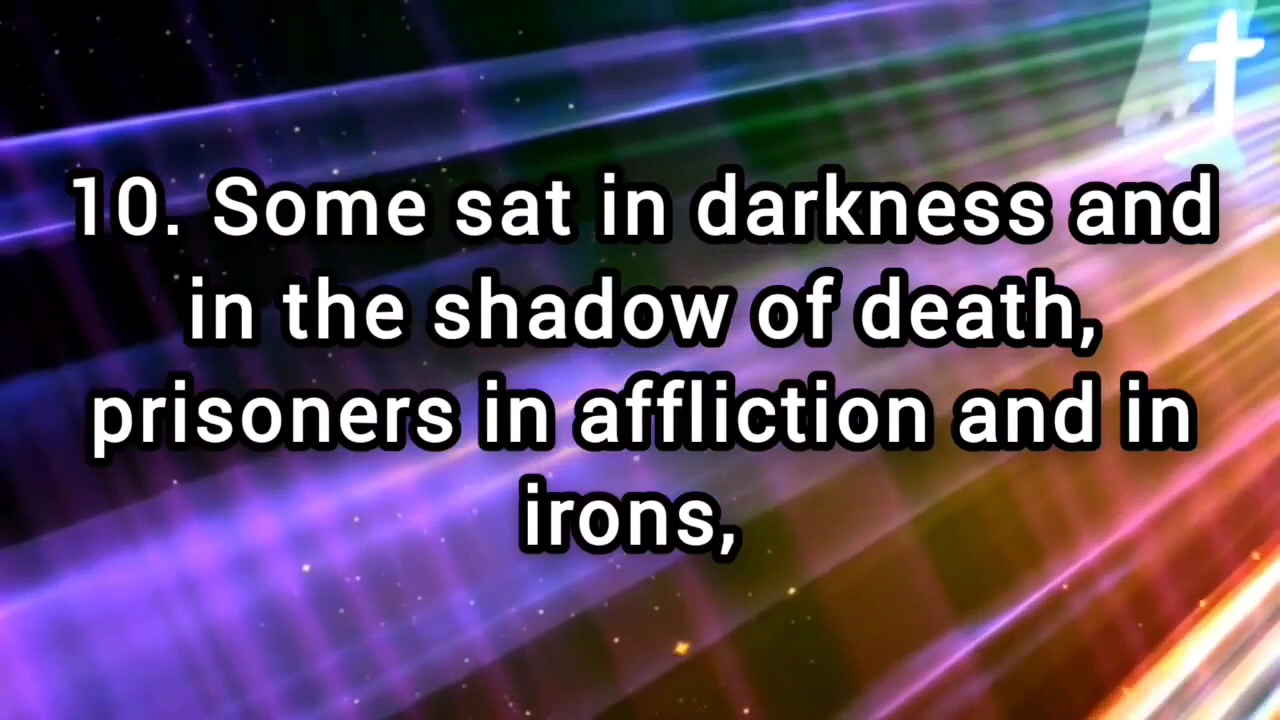 10. Some sat in darkness and
in the shadow of death,
prisoners in affliction and in
irons,